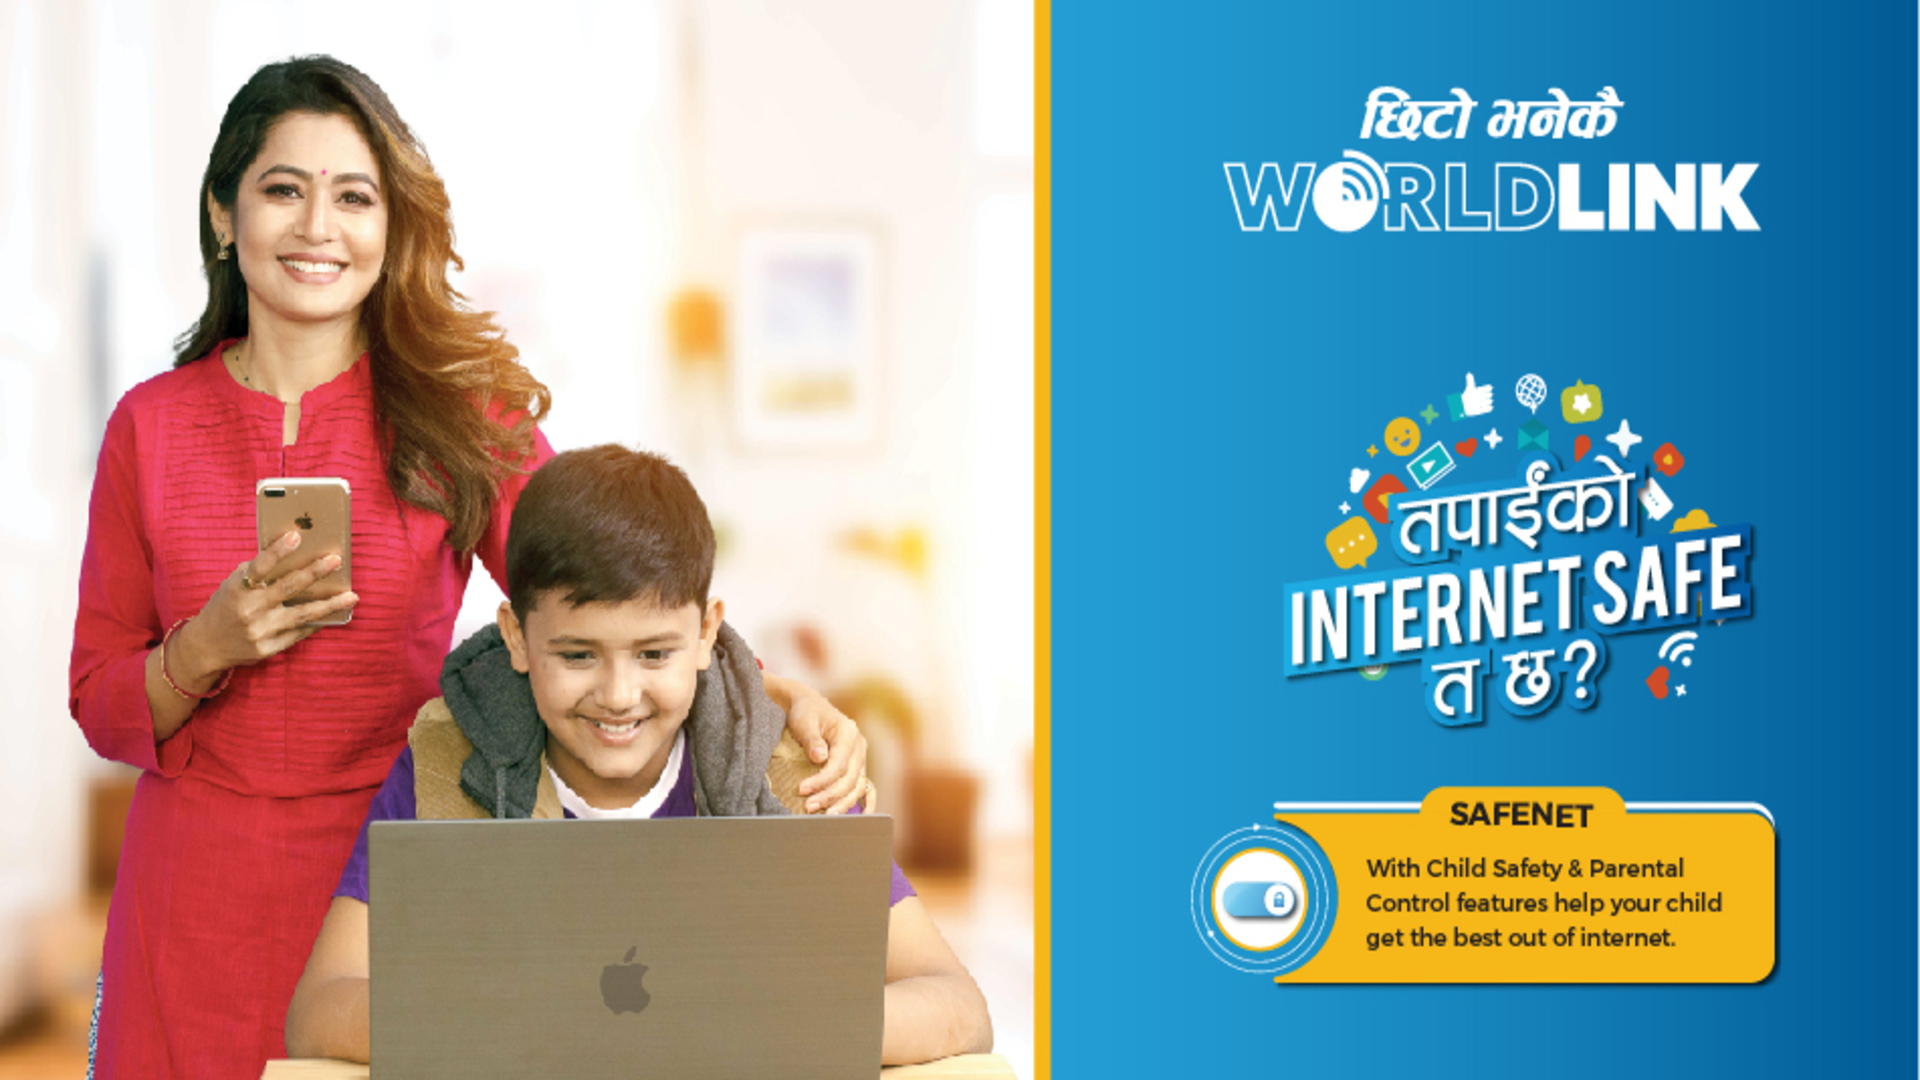 छिटो भनेकै
WORLDLINK
तपाईंको
INTERNET SAFE
त छ?
SAFENET
With Child Safety & Parental
Control features help your child
get the best out of internet.